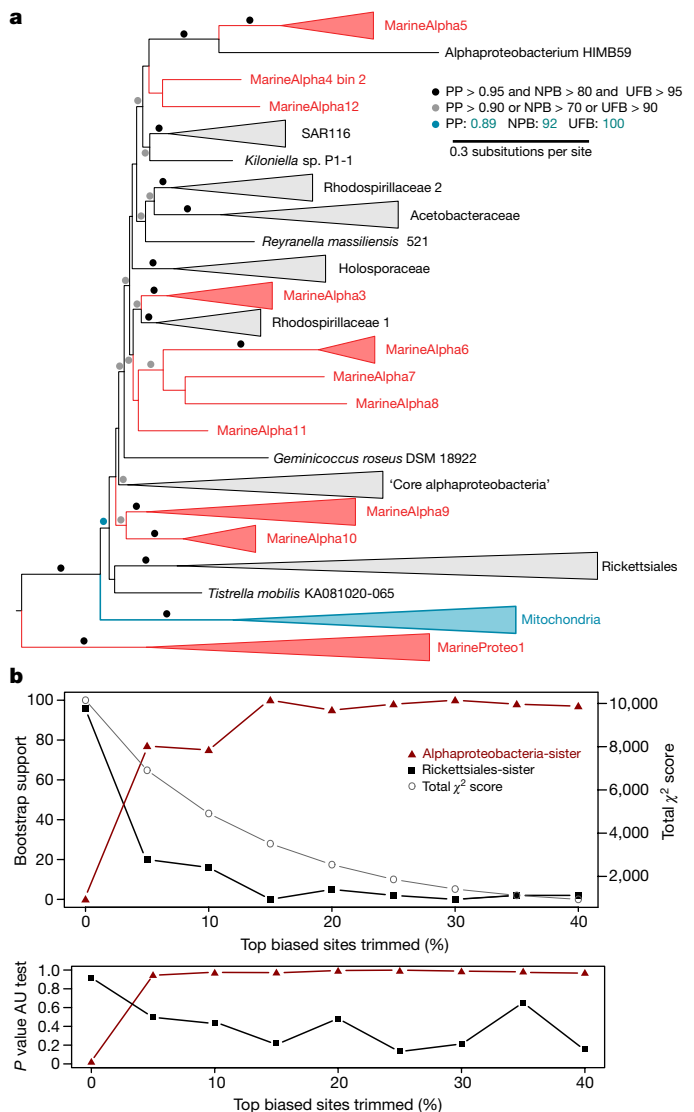 a
MarineAlpha5
Alphaproteobacterium HIMB59
MarineAlpha4 bin 2
MarineAlpha12
PP > 0.95 and NPB > 80 and UFB > 95
PP > 0.90 or NPB > 70 or UFB > 90
PP: 0.89 NPB: 92 UFB: 100
0.3 subsitutions per site
SAR116
Kiloniella sp. P1-1
Rhodospirillaceae 2
Acetobacteraceae
Reyranella massiliensis 521
Holosporaceae
MarineAlpha3
Rhodospirillaceae 1
MarineAlpha6
MarineAlpha7
MarineAlpha8
MarineAlpha11
Geminicoccus roseus DSM 18922
'Core alphaproteobacteria'
MarineAlpha9
MarineAlpha10
Rickettsiales
Tistrella mobilis KA081020-065
Mitochondria
MarineProteo1
b
100
80
60
40
20
0
Bootstrap support
10,000
8,000
6,000
4,000
2,000
Total χ² score
Alphaproteobacteria-sister
Rickettsiales-sister
Total χ² score
0 10 20 30 40
Top biased sites trimmed (%)
1.0
0.8
0.6
0.4
0.2
0
P value AU test
0 10 20 30 40
Top biased sites trimmed (%)